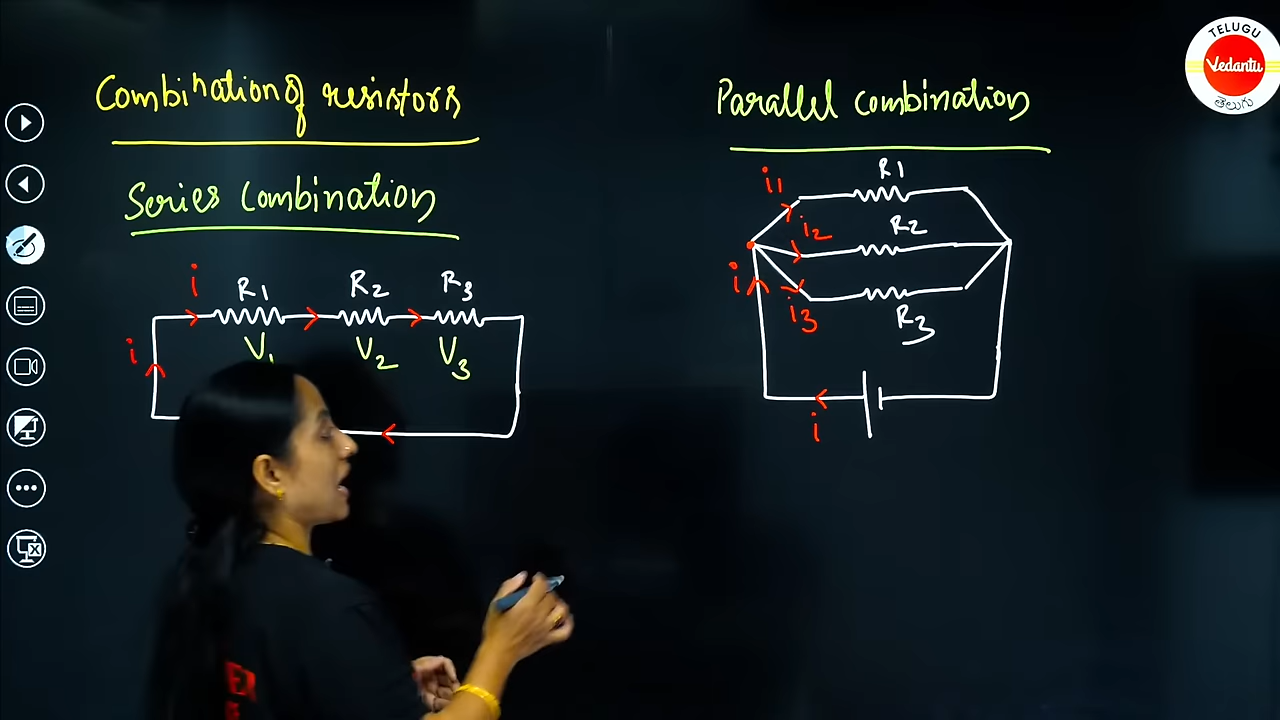 Combination of resistors
Series Combination
i
R1
R2
R3
i
V1
V2
V3
Parallel combination
i1
R1
i2
R2
i
i3
R3
i
TELUGU
Vedantu
తెలుగు
ER